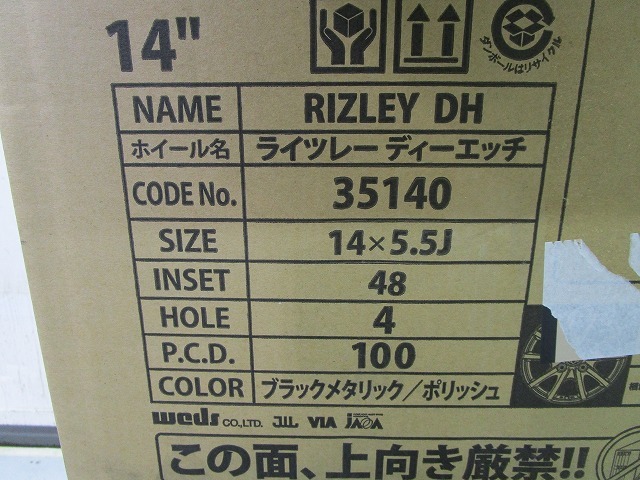 14"
ダンボールはリサイクル
NAME RIZLEY DH
ホイール名 ライツレー ディーエッチ
CODE No. 35140
SIZE 14×5.5J
INSET 48
HOLE 4
P.C.D. 100
COLOR ブラックメタリック/ポリッシュ
weds CO.,LTD. JWL VIA JAWA
この面、上向き厳禁!!